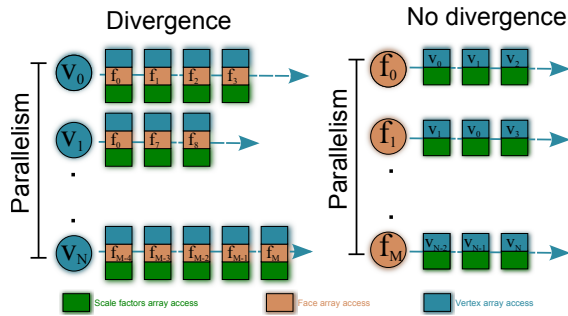 Divergence No divergence
Parallelism v0 f0 f1 f2 f3
v1 f0 f7 f8
vN fM-4 fM-3 fM-2 fM-1 fM
Parallelism f0 v0 v1 v2
f1 v1 v0 v3
fM vN-2 vN-1 vN
Scale factors array access Face array access Vertex array access